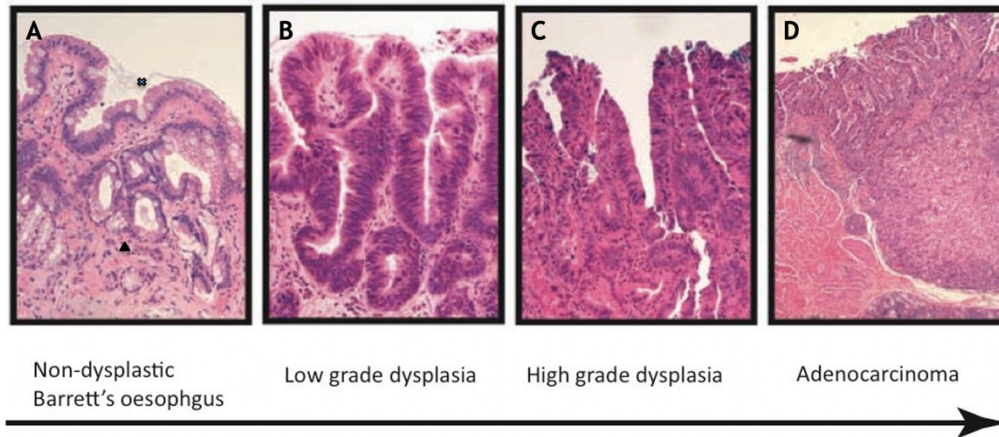 A
B
C
D
Non-dysplastic
Barrett's oesophgus
Low grade dysplasia
High grade dysplasia
Adenocarcinoma